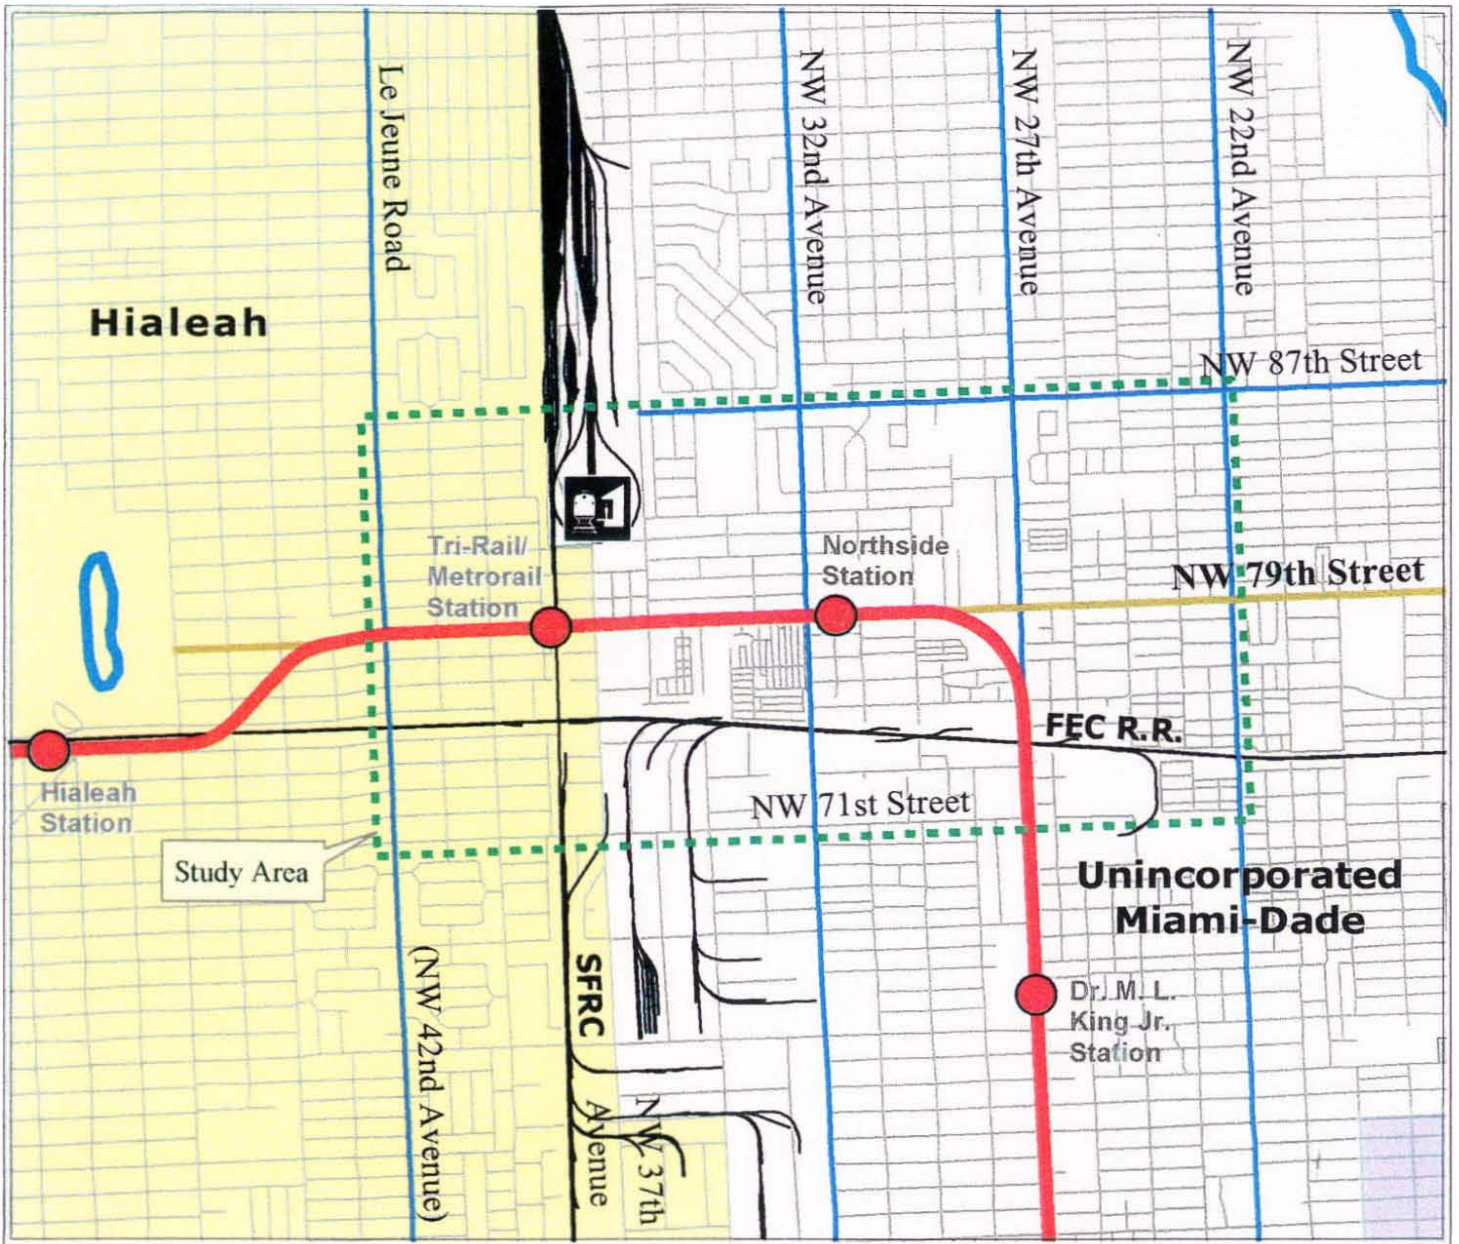 Le Jeune Road
NW 32nd Avenue
NW 27th Avenue
NW 22nd Avenue
Hialeah
NW 87th Street
Tri-Rail/
Metrorail
Station
Northside
Station
NW 79th Street
FEC R.R.
Hialeah
Station
NW 71st Street
Study Area
Unincorporated
Miami-Dade
(NW 42nd Avenue)
SFRC
Dr. M. L.
King Jr.
Station
NW 37th
Avenue